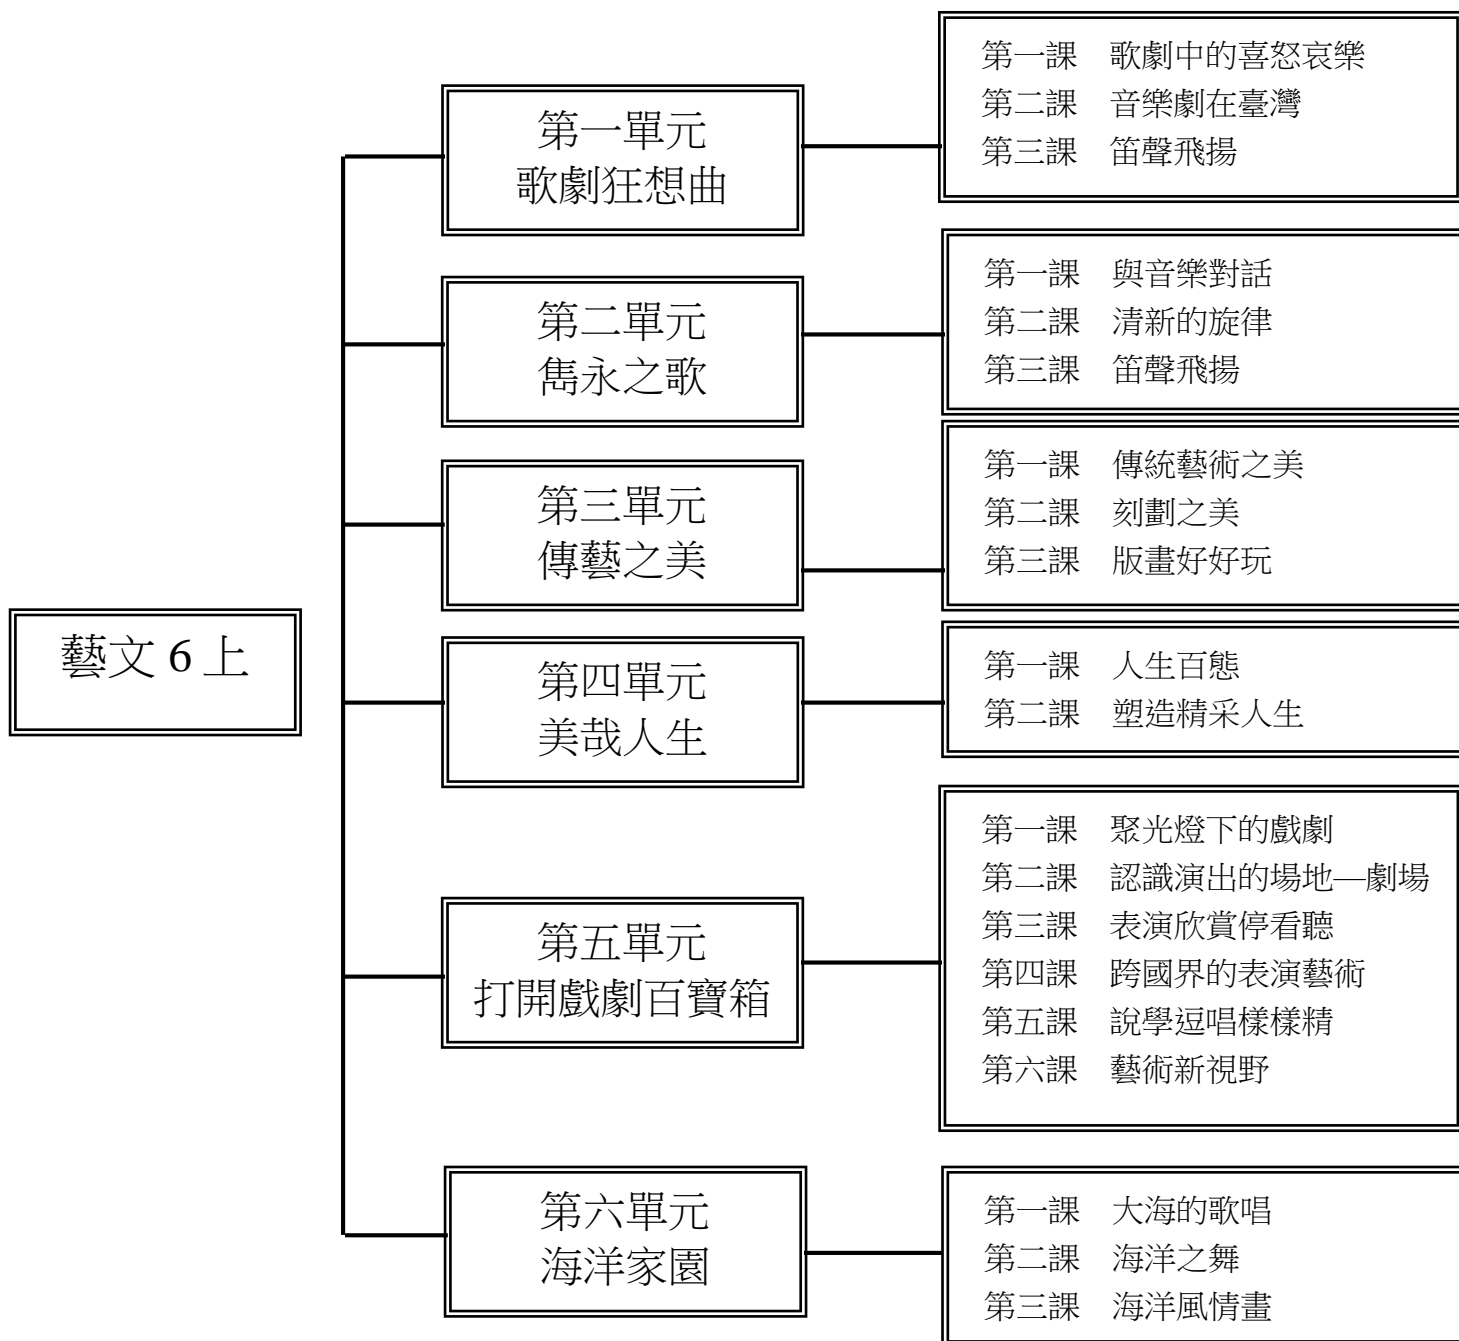 藝文 6 上
第一單元
歌劇狂想曲
第一課　歌劇中的喜怒哀樂
第二課　音樂劇在臺灣
第三課　笛聲飛揚
第二單元
雋永之歌
第一課　與音樂對話
第二課　清新的旋律
第三課　笛聲飛揚
第三單元
傳藝之美
第一課　傳統藝術之美
第二課　刻劃之美
第三課　版畫好好玩
第四單元
美哉人生
第一課　人生百態
第二課　塑造精采人生
第五單元
打開戲劇百寶箱
第一課　聚光燈下的戲劇
第二課　認識演出的場地—劇場
第三課　表演欣賞停看聽
第四課　跨國界的表演藝術
第五課　說學逗唱樣樣精
第六課　藝術新視野
第六單元
海洋家園
第一課　大海的歌唱
第二課　海洋之舞
第三課　海洋風情畫